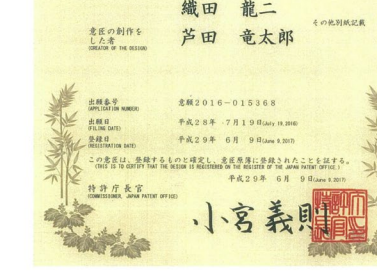 織田 龍二
その他別紙記載
意匠の創作を
した者
(CREATOR OF THE DESIGN)
芦田 竜太郎
出願番号
(APPLICATION NUMBER)
意願2016-015368
出願日
(FILING DATE)
平成28年 7月19日(July 19,2016)
登録日
(REGISTRATION DATE)
平成29年 6月 9日(June 9,2017)
この意匠は、登録するものと確定し、意匠原簿に登録されたことを証する。
(THIS IS TO CERTIFY THAT THE DESIGN IS REGISTERED ON THE REGISTER OF THE JAPAN PATENT OFFICE.)
平成29年 6月 9日(June 9,2017)
特許庁長官
(COMMISSIONER, JAPAN PATENT OFFICE)
小宮義則